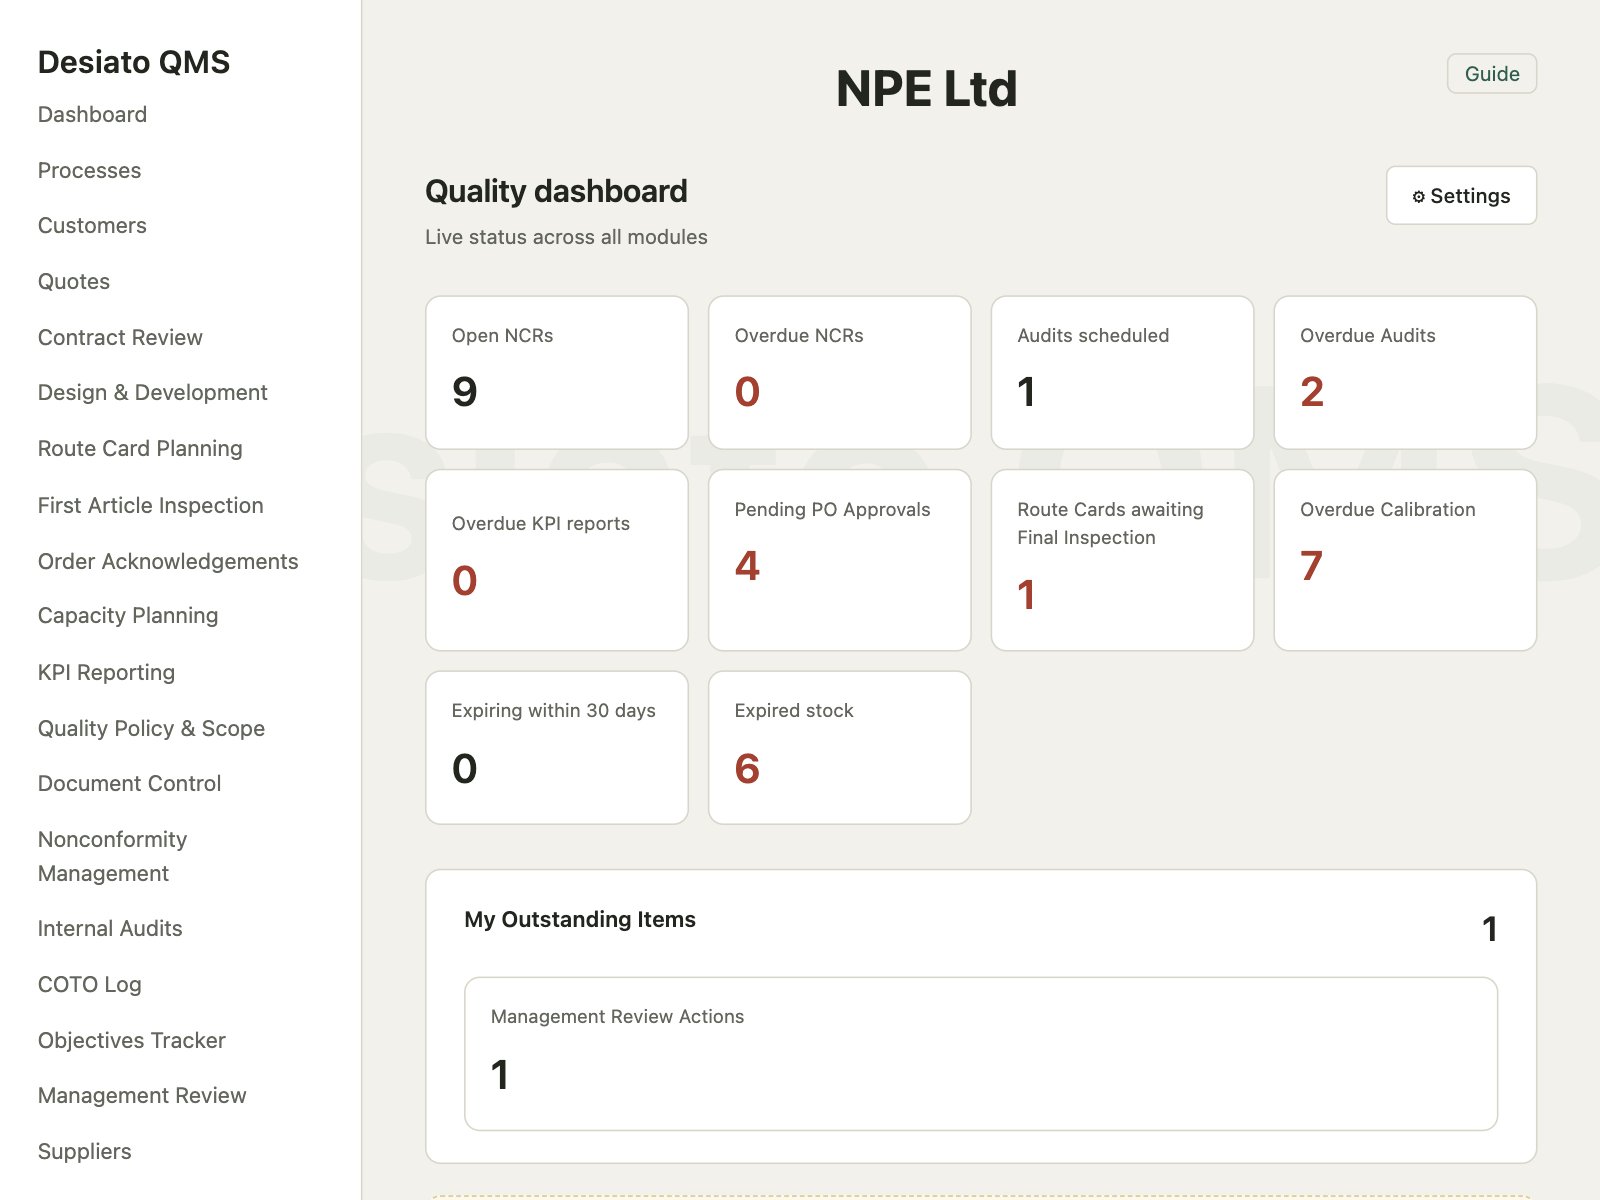 Desiato QMS
Dashboard
Processes
Customers
Quotes
Contract Review
Design & Development
Route Card Planning
First Article Inspection
Order Acknowledgements
Capacity Planning
KPI Reporting
Quality Policy & Scope
Document Control
Nonconformity
Management
Internal Audits
COTO Log
Objectives Tracker
Management Review
Suppliers
NPE Ltd
Guide
Quality dashboard
Live status across all modules
⚙ Settings
Open NCRs
9
Overdue NCRs
0
Audits scheduled
1
Overdue Audits
2
Overdue KPI reports
0
Pending PO Approvals
4
Route Cards awaiting
Final Inspection
1
Overdue Calibration
7
Expiring within 30 days
0
Expired stock
6
My Outstanding Items
1
Management Review Actions
1